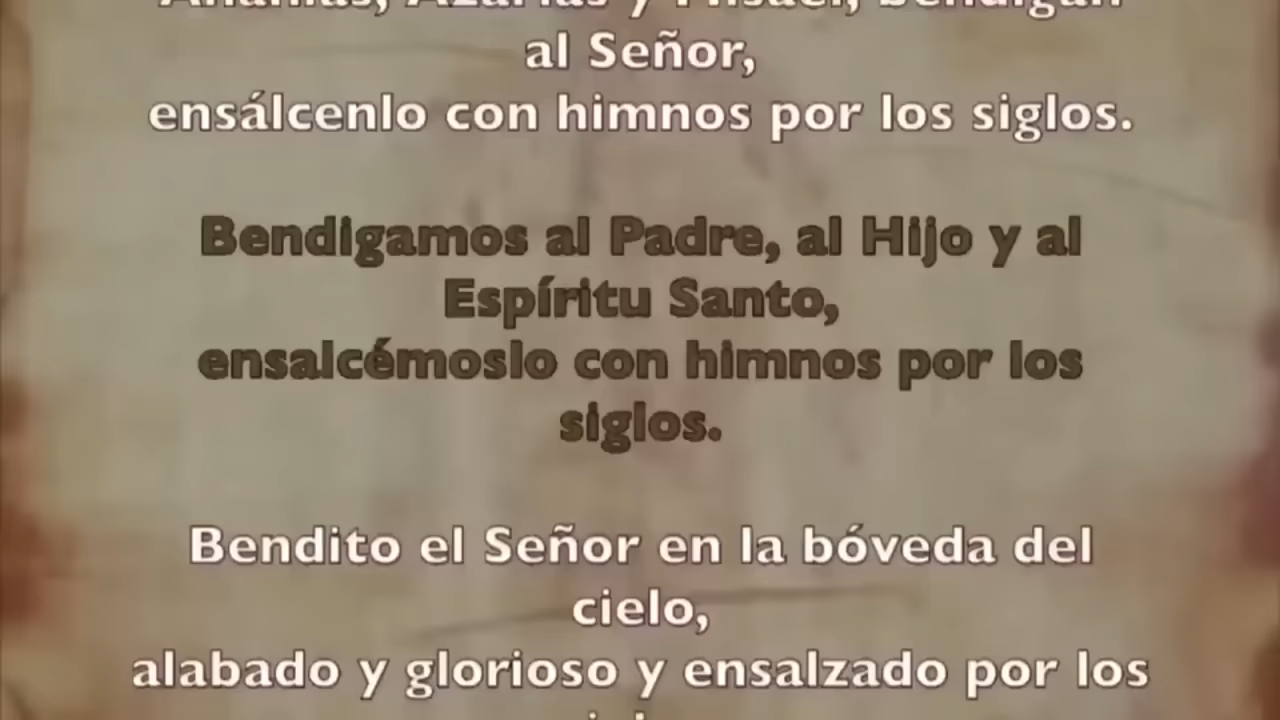 Ananías, Azarías y Misael, bendigan
al Señor,
ensálcenlo con himnos por los siglos.
Bendigamos al Padre, al Hijo y al
Espíritu Santo,
ensalcémoslo con himnos por los
siglos.
Bendito el Señor en la bóveda del
cielo,
alabado y glorioso y ensalzado por los